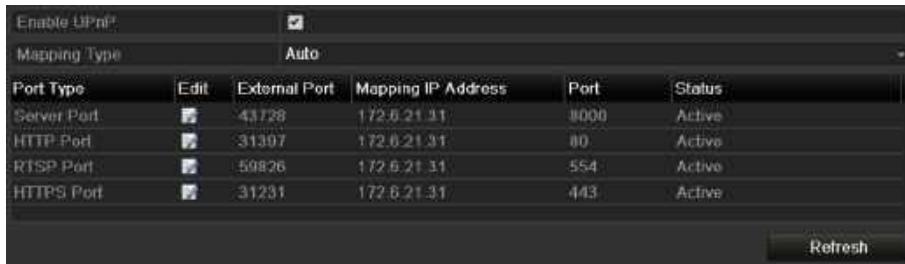 Enable UPnP
Mapping Type Auto
Port Type Edit External Port Mapping IP Address Port Status
Server Port 43728 172.6.21.31 8000 Active
HTTP Port 31397 172.6.21.31 80 Active
RTSP Port 59826 172.6.21.31 554 Active
HTTPS Port 31231 172.6.21.31 443 Active
Refresh